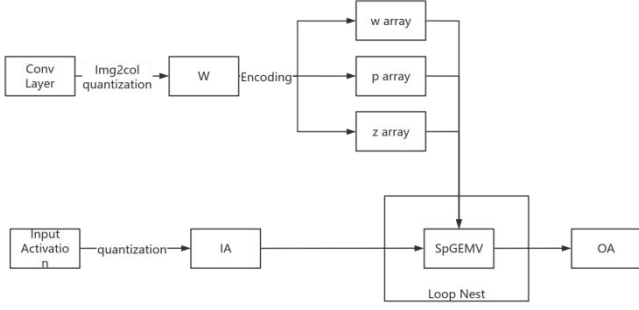 w array
Conv
Layer
Img2col
quantization
W
Encoding
p array
z array
Input
Activatio
n
quantization
IA
SpGEMV
OA
Loop Nest